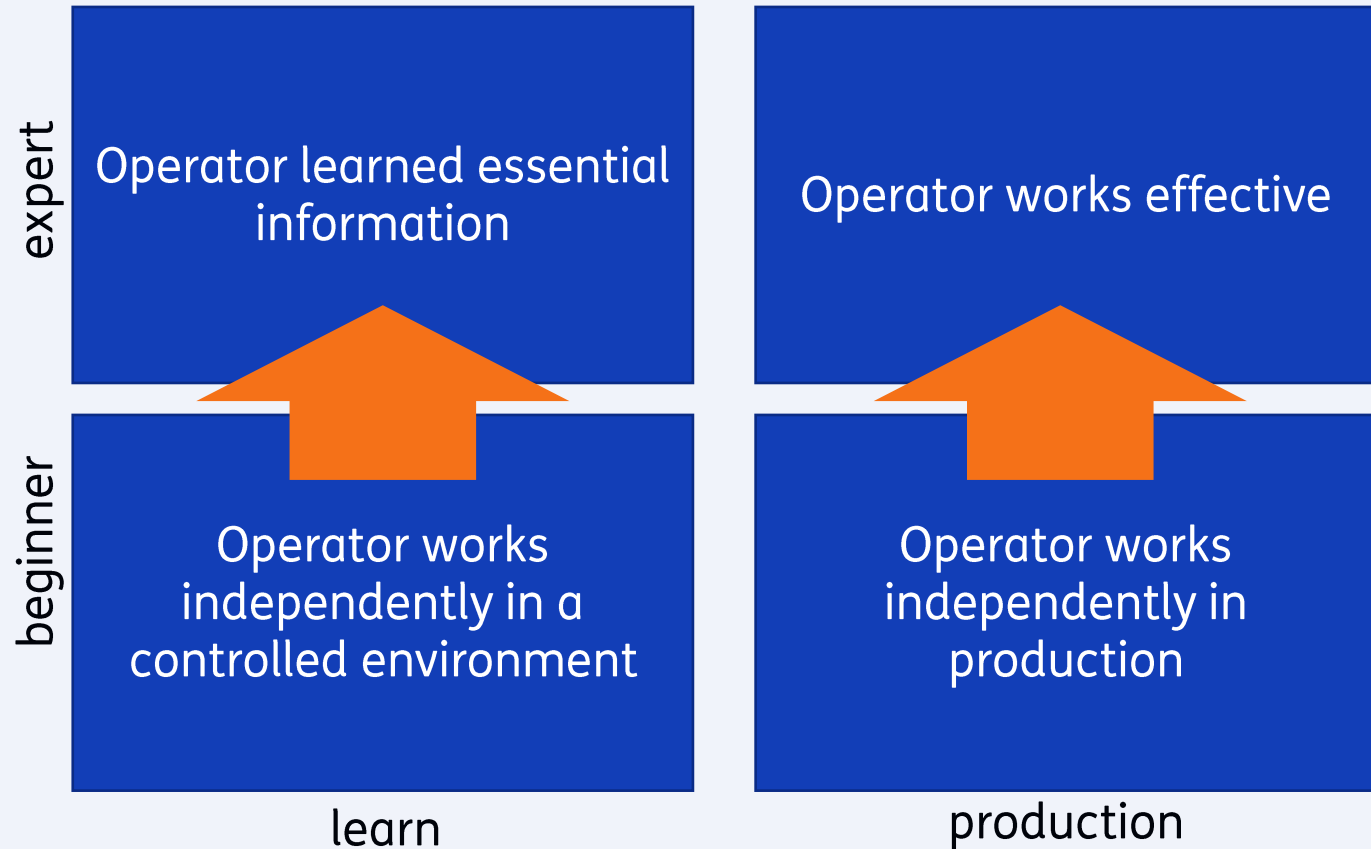 expert
Operator learned essential
information
Operator works effective
beginner
Operator works
independently in a
controlled environment
Operator works
independently in
production
learn
production